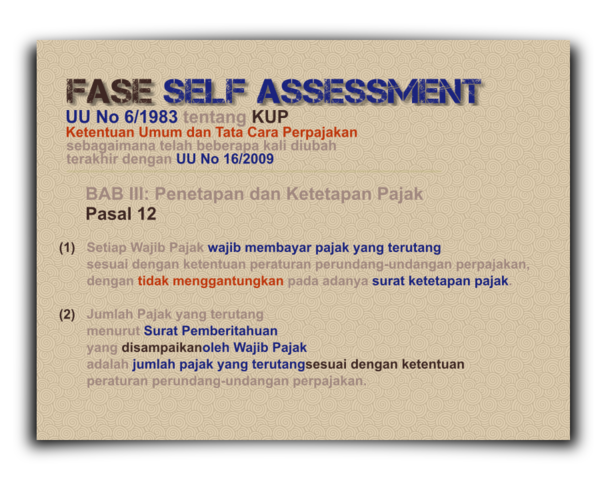 FASE SELF ASSESSMENT
UU No 6/1983 tentang KUP
Ketentuan Umum dan Tata Cara Perpajakan
sebagaimana telah beberapa kali diubah
terakhir dengan UU No 16/2009
BAB III: Penetapan dan Ketetapan Pajak
Pasal 12
(1) Setiap Wajib Pajak wajib membayar pajak yang terutang
sesuai dengan ketentuan peraturan perundang-undangan perpajakan,
dengan tidak menggantungkan pada adanya surat ketetapan pajak.
(2) Jumlah Pajak yang terutang
menurut Surat Pemberitahuan
yang disampaikanoleh Wajib Pajak
adalah jumlah pajak yang terutangsesuai dengan ketentuan
peraturan perundang-undangan perpajakan.